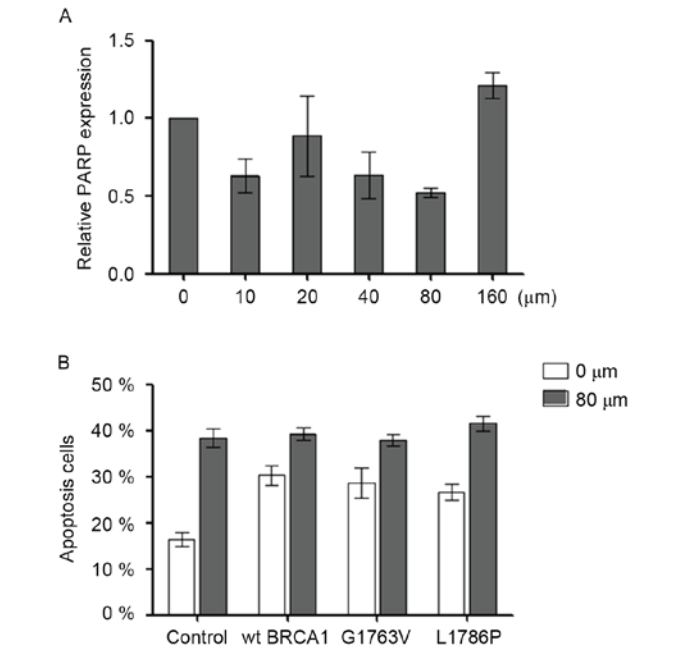 A
Relative PARP expression
1.5
1.0
0.5
0.0
0 10 20 40 80 160 (μm)
B
Apoptosis cells
50 %
40 %
30 %
20 %
10 %
0 %
Control wt BRCA1 G1763V L1786P
0 μm
80 μm